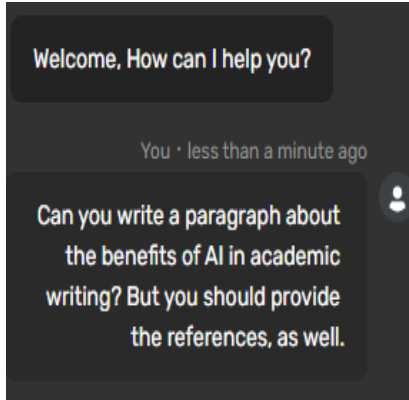 Welcome, How can I help you?
You · less than a minute ago
Can you write a paragraph about
the benefits of AI in academic
writing? But you should provide
the references, as well.